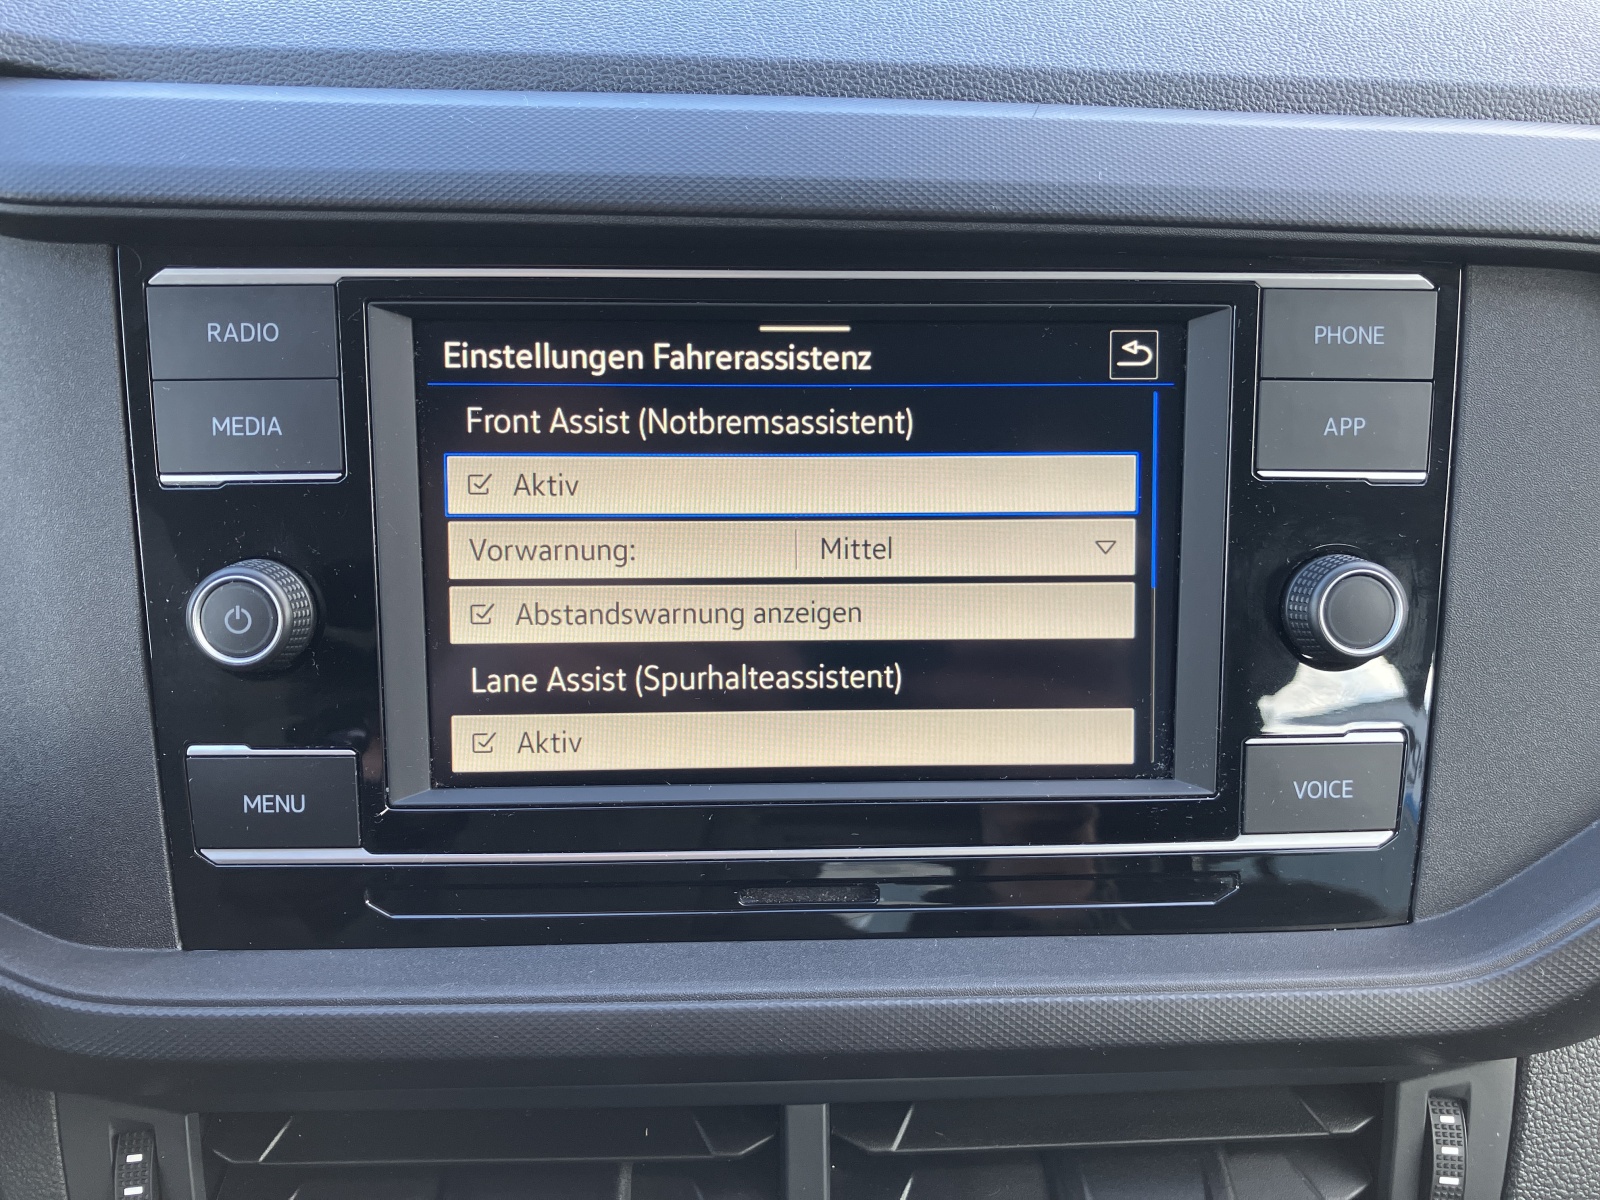 RADIO
MEDIA
MENU
Einstellungen Fahrerassistenz
Front Assist (Notbremsassistent)
Aktiv
Vorwarnung: Mittel
Abstandswarnung anzeigen
Lane Assist (Spurhalteassistent)
Aktiv
PHONE
APP
VOICE